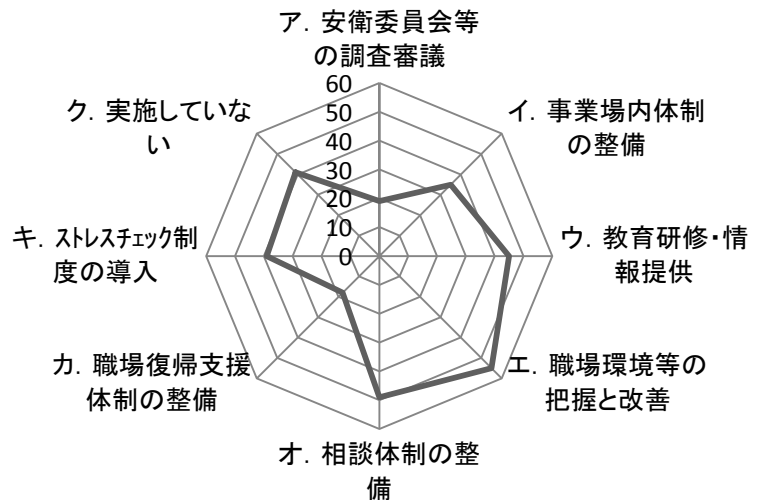 ア．安衛委員会等
の調査審議
イ．事業場内体制
の整備
ウ．教育研修・情
報提供
エ．職場環境等の
把握と改善
オ．相談体制の整
備
カ．職場復帰支援
体制の整備
キ．ｽﾄﾚｽﾁｪｯｸ制
度の導入
ク．実施していな
い
60
50
40
30
20
10
0